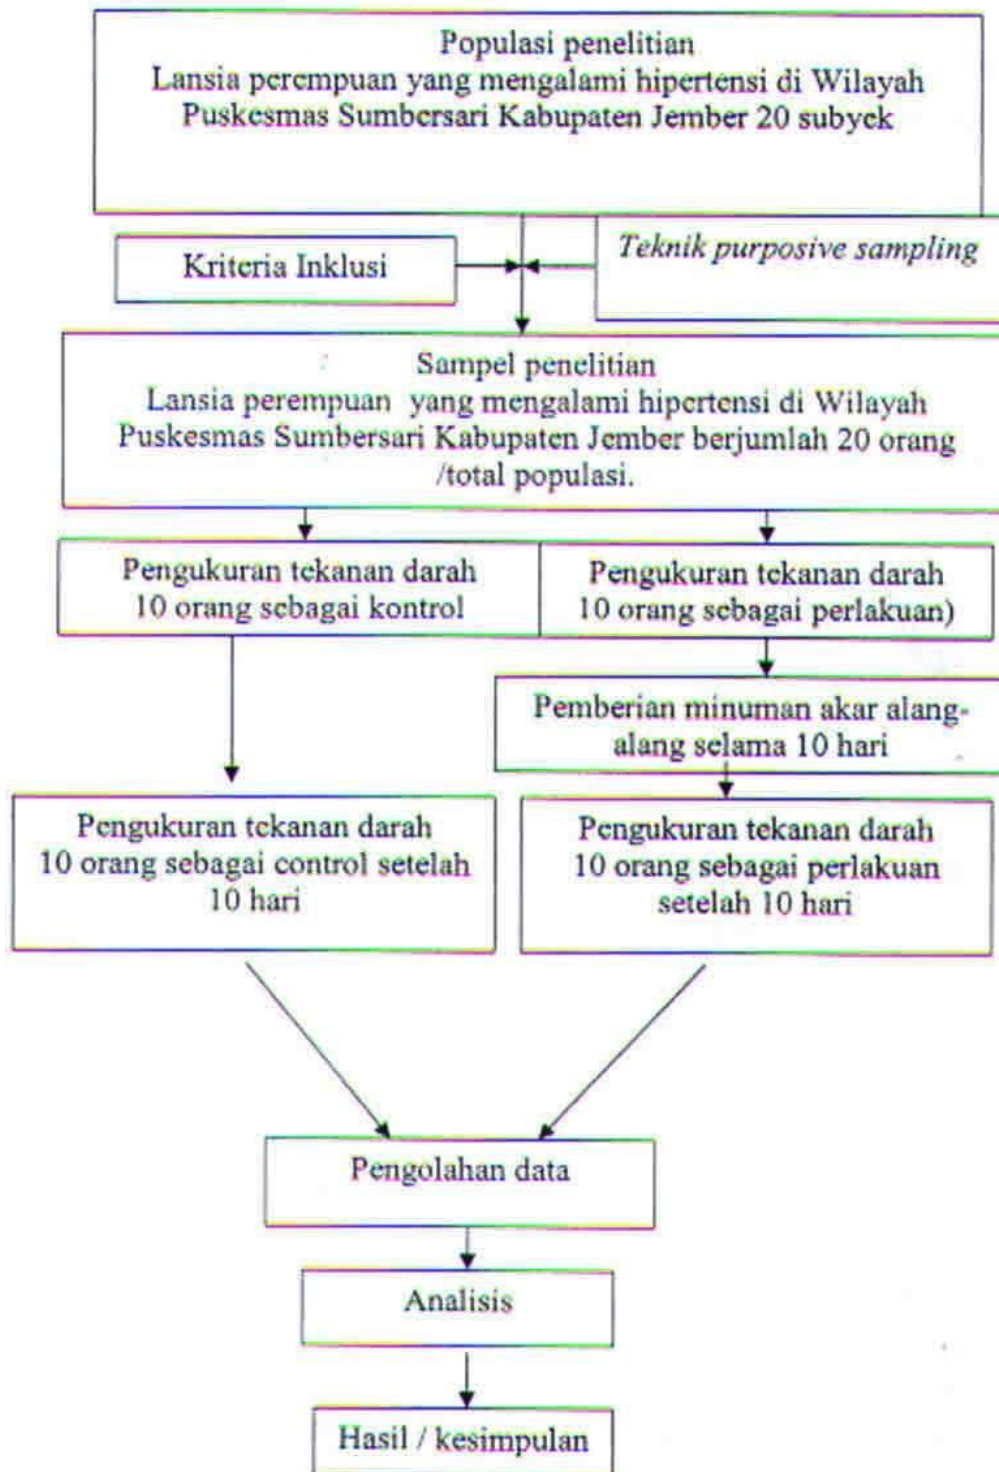 Populasi penelitian
Lansia perempuan yang mengalami hipertensi di Wilayah
Puskesmas Sumbersari Kabupaten Jember 20 subyek
Kriteria Inklusi
Teknik purposive sampling
Sampel penelitian
Lansia perempuan yang mengalami hipertensi di Wilayah
Puskesmas Sumbersari Kabupaten Jember berjumlah 20 orang
/total populasi.
Pengukuran tekanan darah
10 orang sebagai kontrol
Pengukuran tekanan darah
10 orang sebagai perlakuan)
Pemberian minuman akar alang-
alang selama 10 hari
Pengukuran tekanan darah
10 orang sebagai control setelah
10 hari
Pengukuran tekanan darah
10 orang sebagai perlakuan
setelah 10 hari
Pengolahan data
Analisis
Hasil / kesimpulan